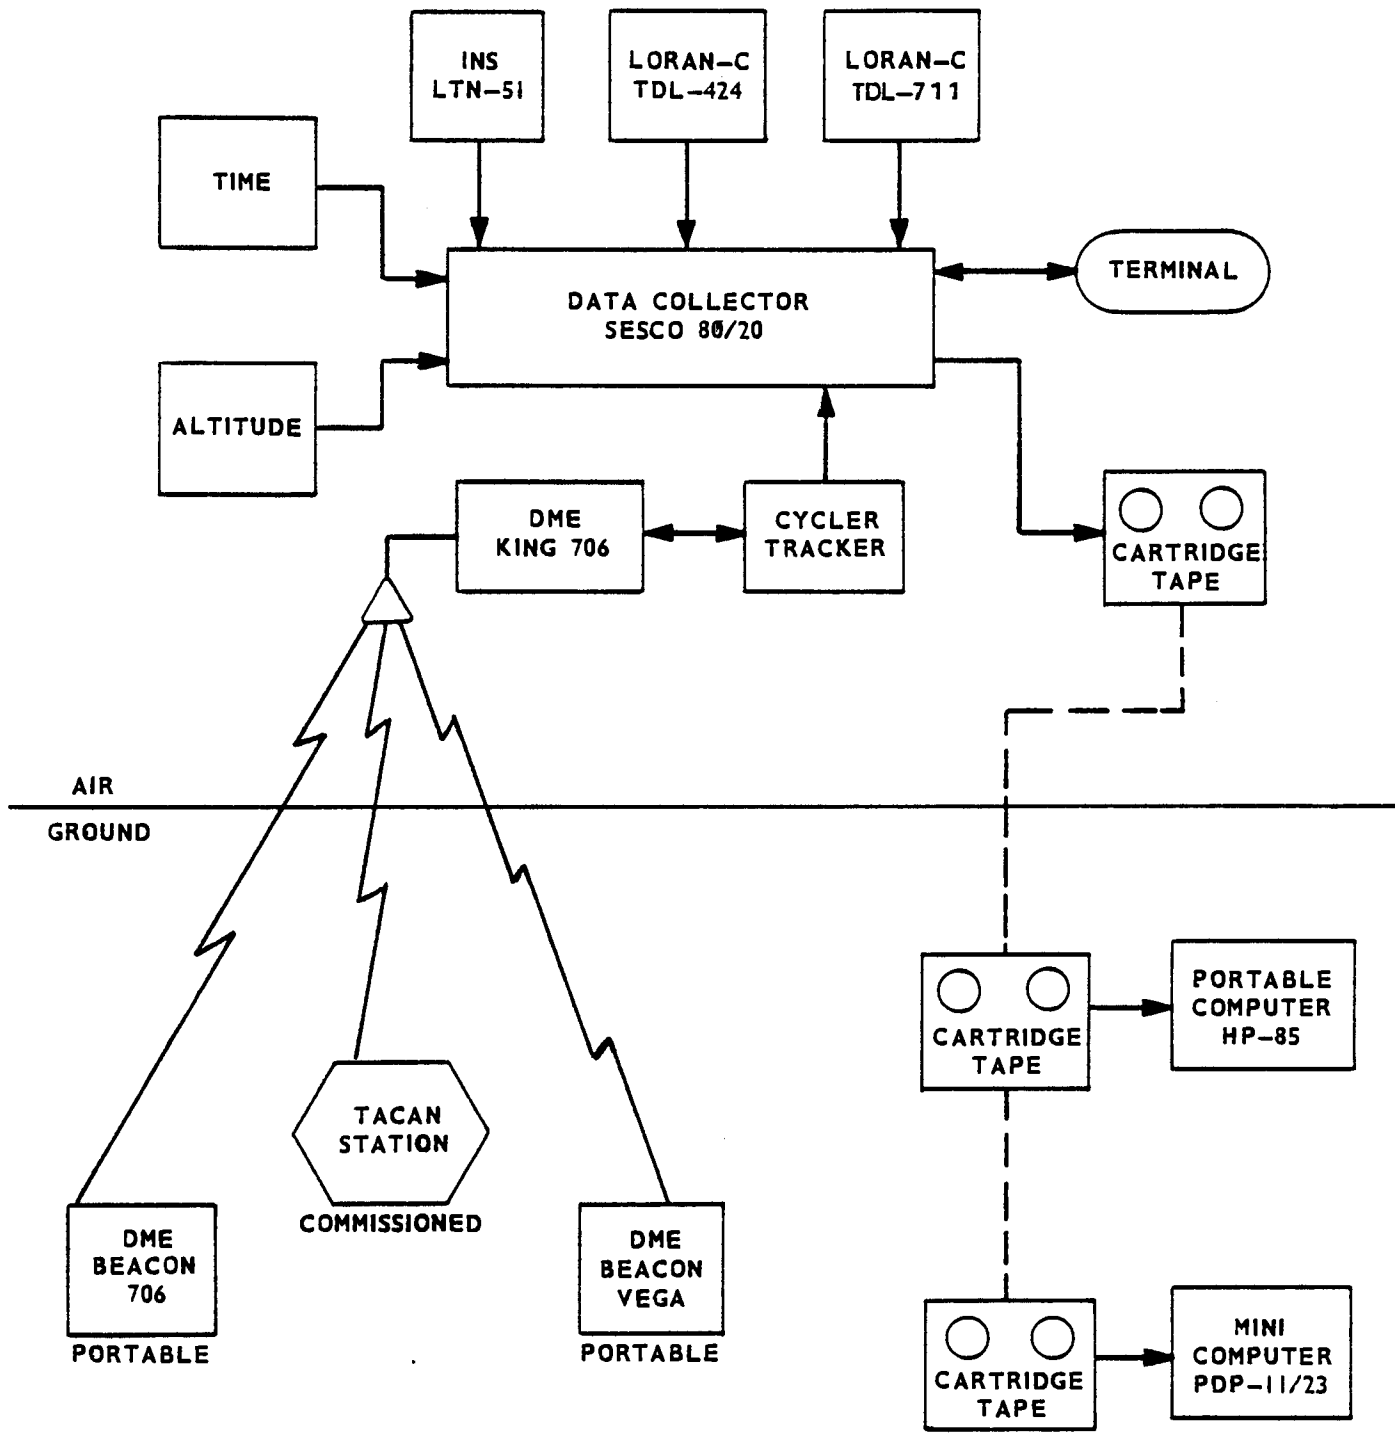 INS
LTN-51
LORAN-C
TDL-424
LORAN-C
TDL-711
TIME
DATA COLLECTOR
SESCO 80/20
TERMINAL
ALTITUDE
DME
KING 706
CYCLER
TRACKER
CARTRIDGE
TAPE
AIR
GROUND
CARTRIDGE
TAPE
PORTABLE
COMPUTER
HP-85
TACAN
STATION
COMMISSIONED
DME
BEACON
706
PORTABLE
DME
BEACON
VEGA
PORTABLE
CARTRIDGE
TAPE
MINI
COMPUTER
PDP-11/23